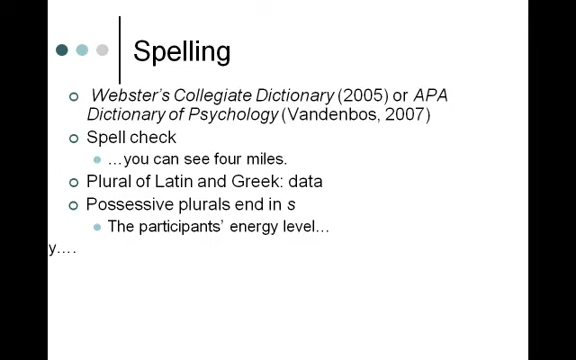 Spelling
Webster's Collegiate Dictionary (2005) or APA
Dictionary of Psychology (Vandenbos, 2007)
Spell check
…you can see four miles.
Plural of Latin and Greek: data
Possessive plurals end in s
The participants' energy level…
y….